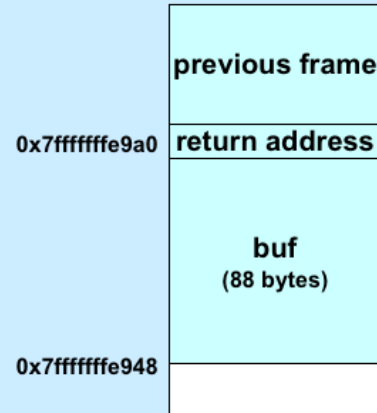 previous frame
0x7fffffffe9a0 return address
buf
(88 bytes)
0x7fffffffe948